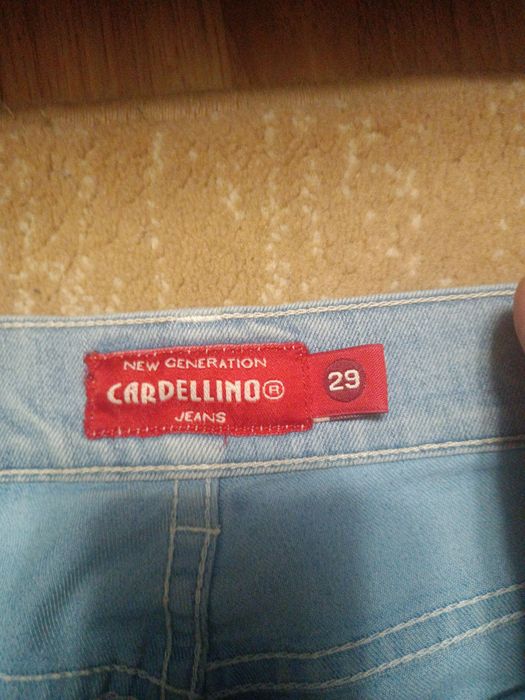 NEW GENERATION
CARDELLINO®
JEANS
29